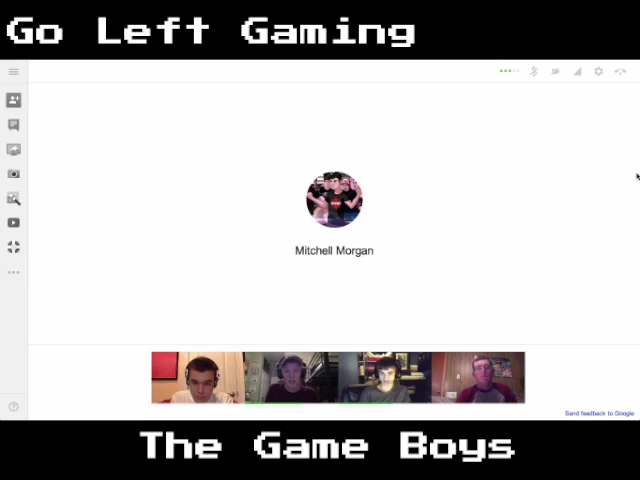 Go Left Gaming
Mitchell Morgan
Send feedback to Google
The Game Boys